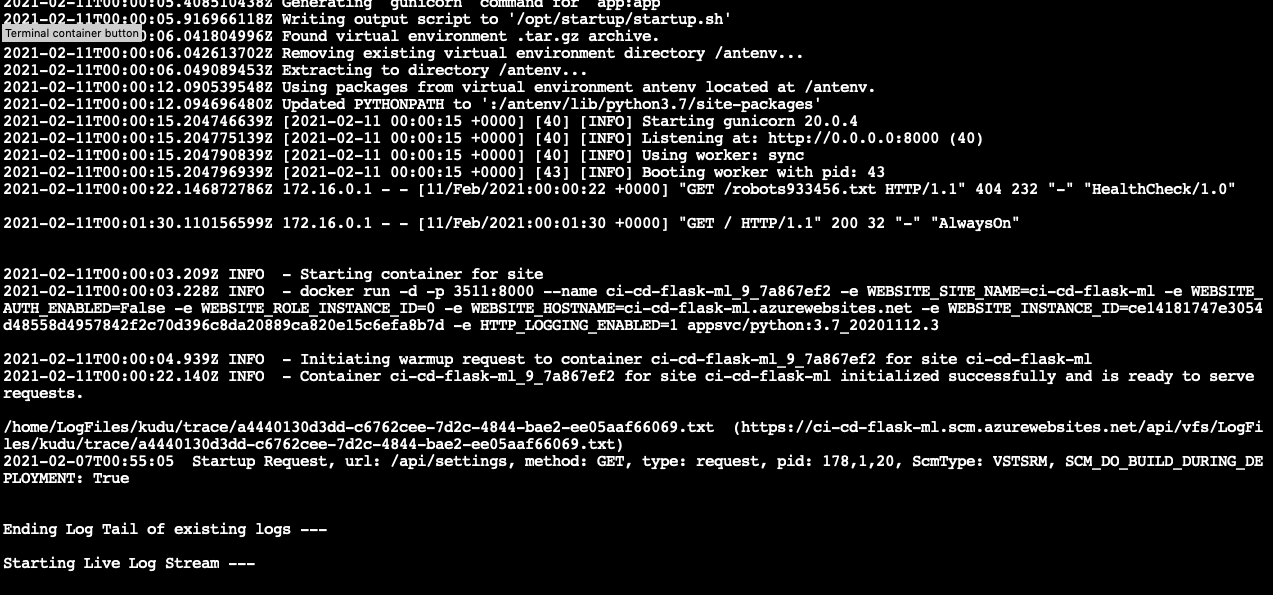 2021-02-11T00:00:05.408510438Z Generating `gunicorn` command for 'app:app'
2021-02-11T00:00:05.916966118Z Writing output script to '/opt/startup/startup.sh'
Terminal container button
0:06.041804996Z Found virtual environment .tar.gz archive.
2021-02-11T00:00:06.042613702Z Removing existing virtual environment directory /antenv...
2021-02-11T00:00:06.049089453Z Extracting to directory /antenv...
2021-02-11T00:00:12.090539548Z Using packages from virtual environment antenv located at /antenv.
2021-02-11T00:00:12.094696480Z Updated PYTHONPATH to ':/antenv/lib/python3.7/site-packages'
2021-02-11T00:00:15.204746639Z [2021-02-11 00:00:15 +0000] [40] [INFO] Starting gunicorn 20.0.4
2021-02-11T00:00:15.204775139Z [2021-02-11 00:00:15 +0000] [40] [INFO] Listening at: http://0.0.0.0:8000 (40)
2021-02-11T00:00:15.204790839Z [2021-02-11 00:00:15 +0000] [40] [INFO] Using worker: sync
2021-02-11T00:00:15.204796939Z [2021-02-11 00:00:15 +0000] [43] [INFO] Booting worker with pid: 43
2021-02-11T00:00:22.146872786Z 172.16.0.1 - - [11/Feb/2021:00:00:22 +0000] "GET /robots933456.txt HTTP/1.1" 404 232 "-" "HealthCheck/1.0"
2021-02-11T00:01:30.110156599Z 172.16.0.1 - - [11/Feb/2021:00:01:30 +0000] "GET / HTTP/1.1" 200 32 "-" "AlwaysOn"
2021-02-11T00:00:03.209Z INFO  - Starting container for site
2021-02-11T00:00:03.228Z INFO  - docker run -d -p 3511:8000 --name ci-cd-flask-ml_9_7a867ef2 -e WEBSITE_SITE_NAME=ci-cd-flask-ml -e WEBSITE_
AUTH_ENABLED=False -e WEBSITE_ROLE_INSTANCE_ID=0 -e WEBSITE_HOSTNAME=ci-cd-flask-ml.azurewebsites.net -e WEBSITE_INSTANCE_ID=ce14181747e3054
d48558d4957842f2c70d396c8da20889ca820e15c6efa8b7d -e HTTP_LOGGING_ENABLED=1 appsvc/python:3.7_20201112.3
2021-02-11T00:00:04.939Z INFO  - Initiating warmup request to container ci-cd-flask-ml_9_7a867ef2 for site ci-cd-flask-ml
2021-02-11T00:00:22.140Z INFO  - Container ci-cd-flask-ml_9_7a867ef2 for site ci-cd-flask-ml initialized successfully and is ready to serve
requests.
/home/LogFiles/kudu/trace/a4440130d3dd-c6762cee-7d2c-4844-bae2-ee05aaf66069.txt  (https://ci-cd-flask-ml.scm.azurewebsites.net/api/vfs/LogFi
les/kudu/trace/a4440130d3dd-c6762cee-7d2c-4844-bae2-ee05aaf66069.txt)
2021-02-07T00:55:05  Startup Request, url: /api/settings, method: GET, type: request, pid: 178,1,20, ScmType: VSTSRM, SCM_DO_BUILD_DURING_DE
PLOYMENT: True
Ending Log Tail of existing logs ---
Starting Live Log Stream ---